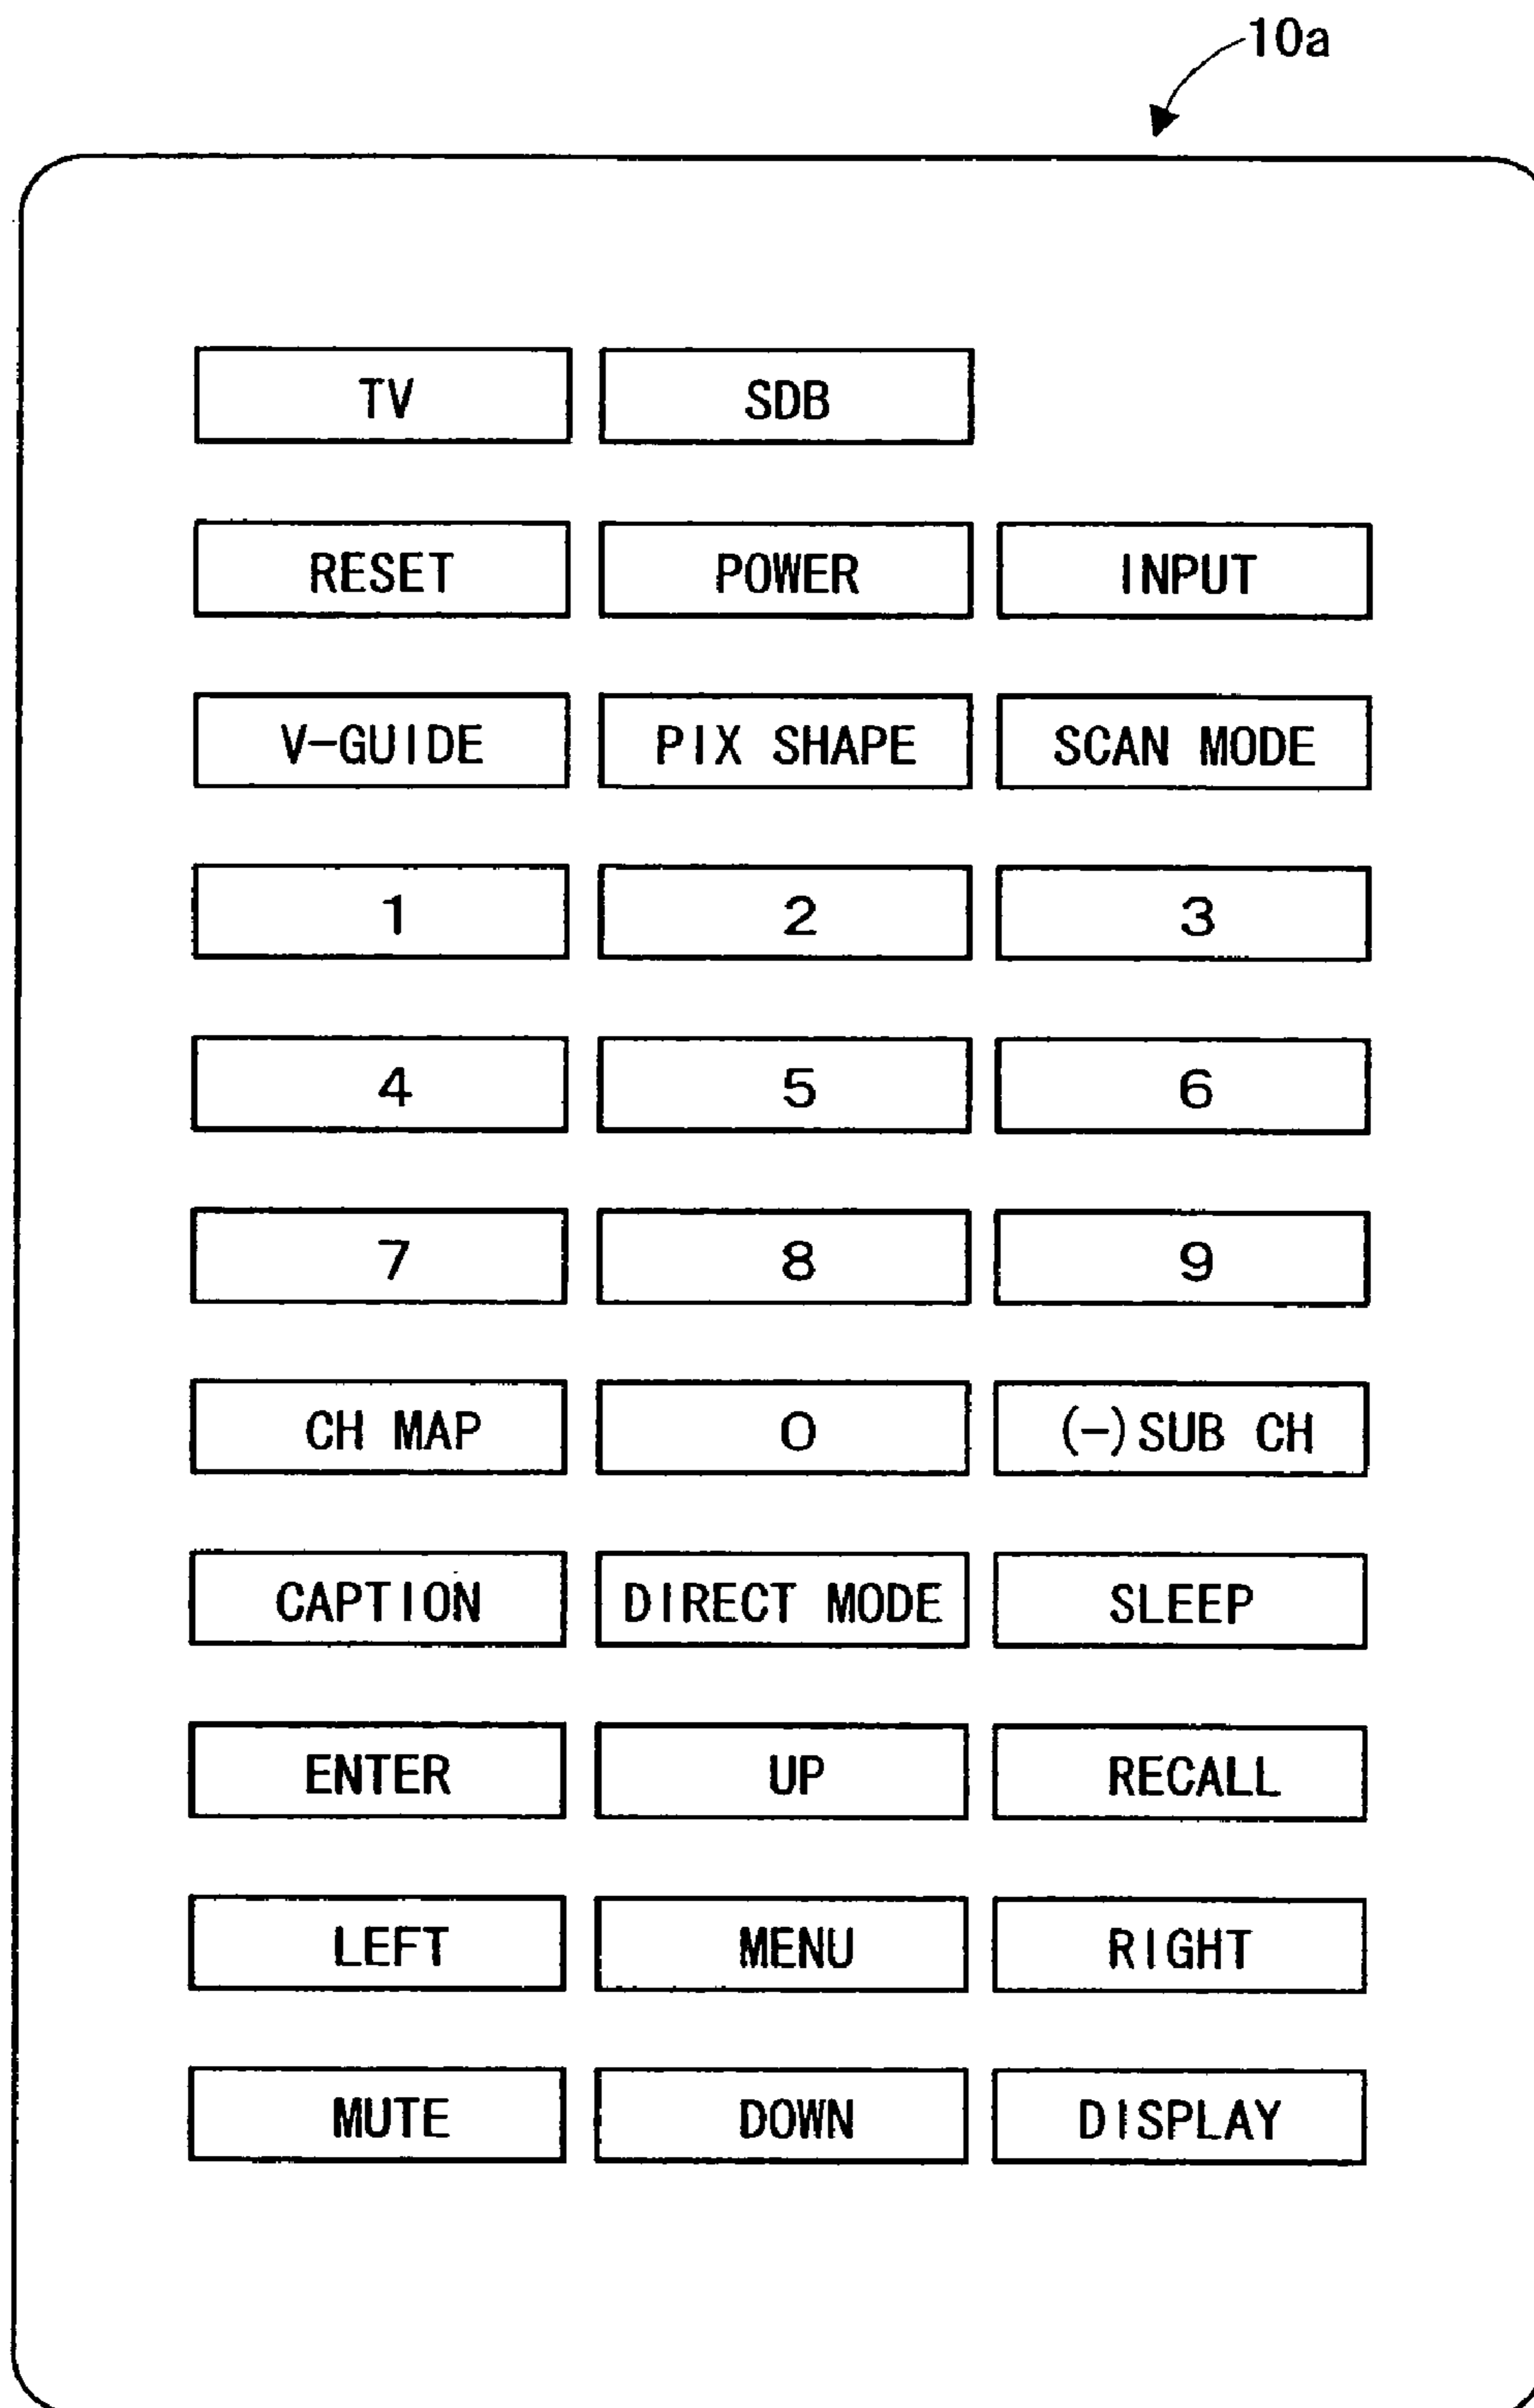 10a
TV SDB
RESET POWER INPUT
V-GUIDE PIX SHAPE SCAN MODE
1 2 3
4 5 6
7 8 9
CH MAP 0 (-)SUB CH
CAPTION DIRECT MODE SLEEP
ENTER UP RECALL
LEFT MENU RIGHT
MUTE DOWN DISPLAY